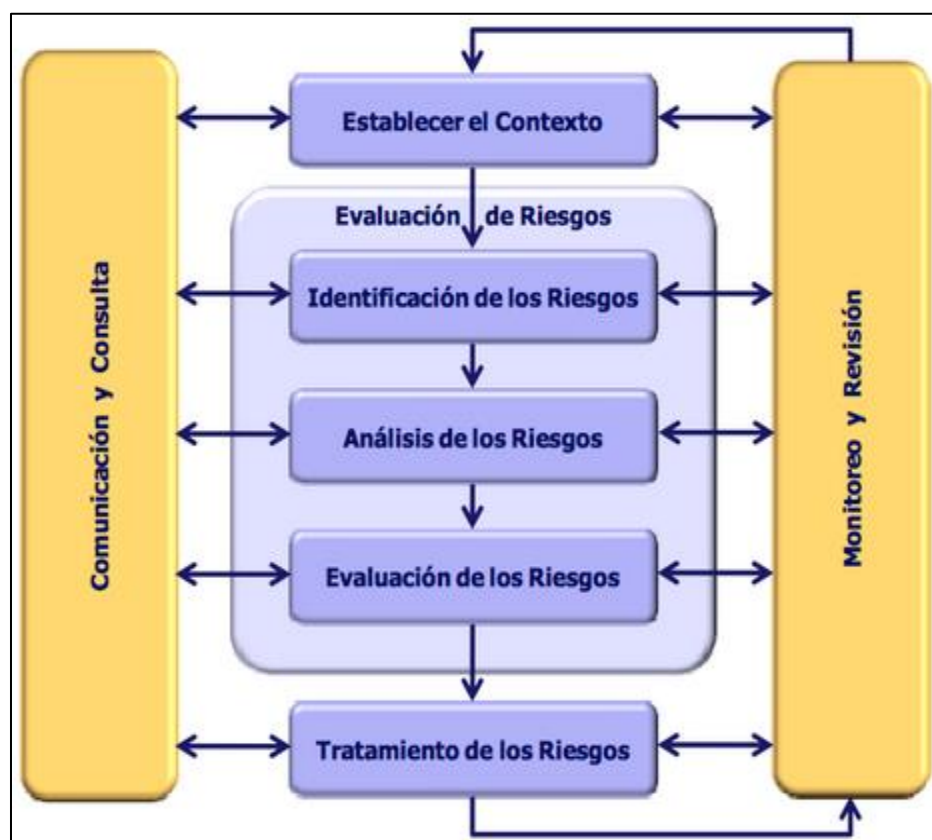 Establecer el Contexto
Evaluación de Riesgos
Identificación de los Riesgos
Análisis de los Riesgos
Evaluación de los Riesgos
Tratamiento de los Riesgos
Comunicación y Consulta
Monitoreo y Revisión